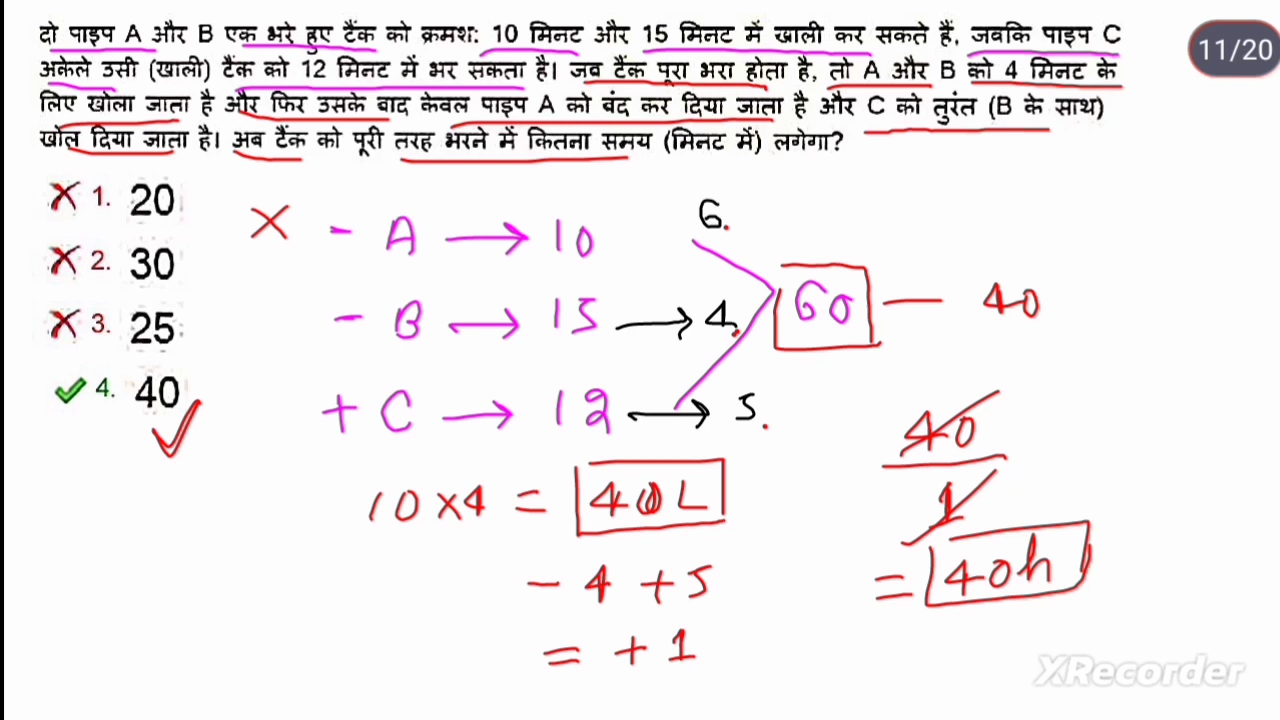 दो पाइप A और B एक भरे हुए टैंक को क्रमश: 10 मिनट और 15 मिनट में खाली कर सकते हैं, जबकि पाइप C
11/20
अकेले उसी (खाली) टैंक को 12 मिनट में भर सकता है। जब टैंक पूरा भरा होता है, तो A और B को 4 मिनट के
लिए खोला जाता है और फिर उसके बाद केवल पाइप A को बंद कर दिया जाता है और C को तुरंत (B के साथ)
खोल दिया जाता है। अब टैंक को पूरी तरह भरने में कितना समय (मिनट में) लगेगा?
1. 20
2. 30
3. 25
4. 40
- A → 10 6.
- B → 15 → 4. 60 — 40
+ C → 12 → 5.
10 x 4 = 40 L
- 4 + 5
= + 1
40
1
= 40h
XRecorder